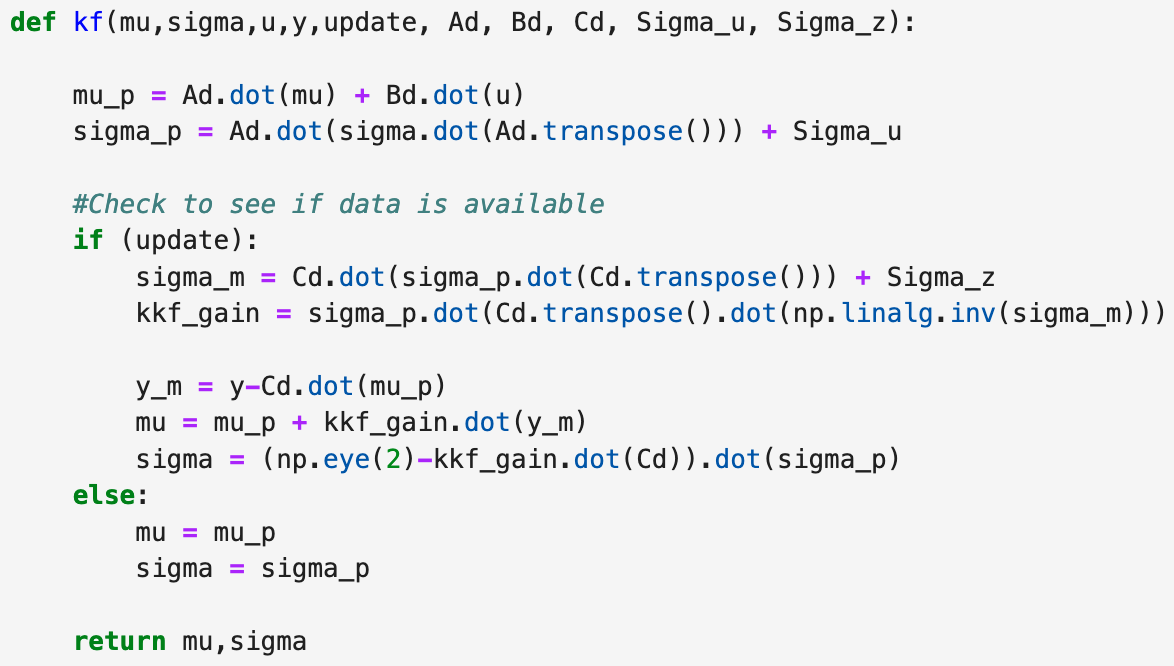 def kf(mu,sigma,u,y,update, Ad, Bd, Cd, Sigma_u, Sigma_z):
    mu_p = Ad.dot(mu) + Bd.dot(u)
    sigma_p = Ad.dot(sigma.dot(Ad.transpose())) + Sigma_u
    #Check to see if data is available
    if (update):
        sigma_m = Cd.dot(sigma_p.dot(Cd.transpose())) + Sigma_z
        kkf_gain = sigma_p.dot(Cd.transpose().dot(np.linalg.inv(sigma_m)))
        y_m = y-Cd.dot(mu_p)
        mu = mu_p + kkf_gain.dot(y_m)
        sigma = (np.eye(2)-kkf_gain.dot(Cd)).dot(sigma_p)
    else:
        mu = mu_p
        sigma = sigma_p
    return mu,sigma